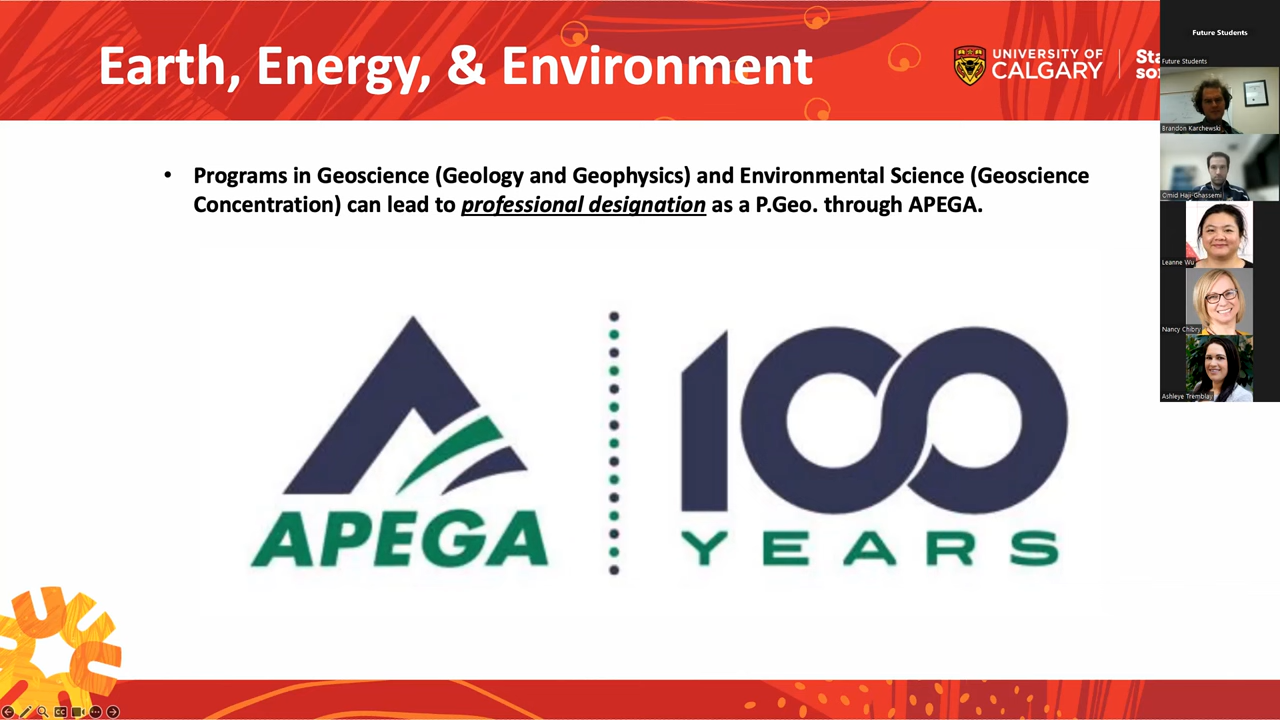 Earth, Energy, & Environment
UNIVERSITY OF
CALGARY
• Programs in Geoscience (Geology and Geophysics) and Environmental Science (Geoscience
Concentration) can lead to professional designation as a P.Geo. through APEGA.
APEGA
100
YEARS
Future Students
Future Students
Brandon Karchewski
Omid Haji-Ghassemi
Leanne Wu
Nancy Chibry
Ashleye Tremblay
CC